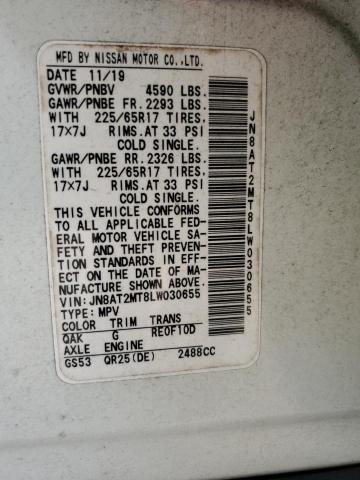 MFD BY NISSAN MOTOR CO.,LTD.
DATE 11/19
GVWR/PNBV 4590 LBS.
GAWR/PNBE FR. 2293 LBS.
WITH 225/65R17 TIRES,
17×7J RIMS.AT 33 PSI
COLD SINGLE.
GAWR/PNBE RR. 2326 LBS.
WITH 225/65R17 TIRES,
17×7J RIMS.AT 33 PSI
COLD SINGLE.
THIS VEHICLE CONFORMS
TO ALL APPLICABLE FED-
ERAL MOTOR VEHICLE SA-
FETY AND THEFT PREVEN-
TION STANDARDS IN EFF-
ECT ON THE DATE OF MA-
NUFACTURE SHOWN ABOVE.
VIN:JN8AT2MT8LW030655
TYPE:MPV
COLOR TRIM TRANS
QAK G RE0F10D
AXLE ENGINE
GS53 QR25(DE) 2488CC
JN8AT2MT8LW030655